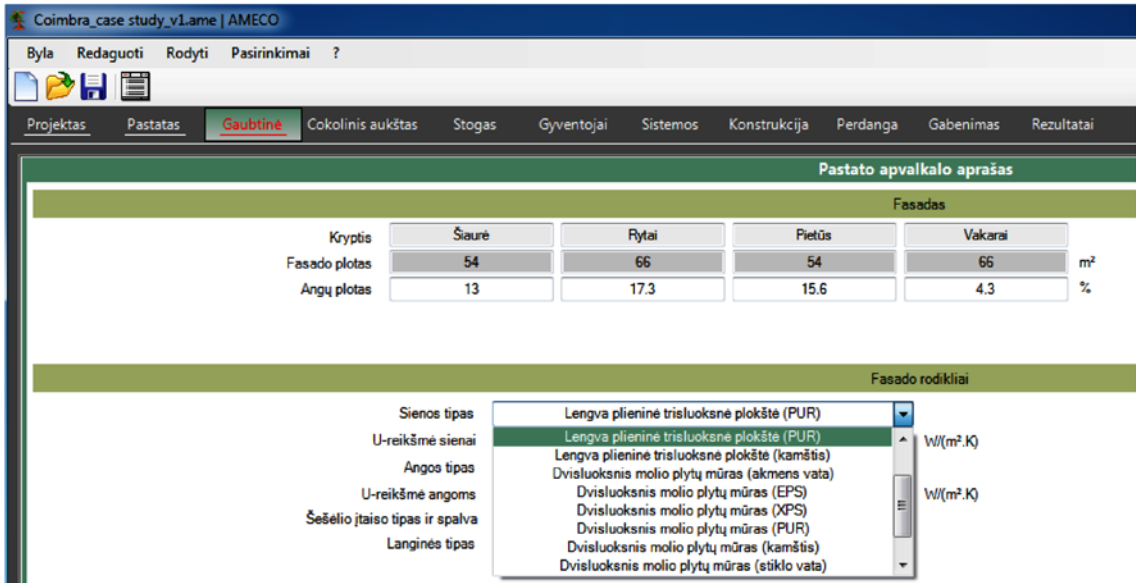 Coimbra_case study_v1.ame | AMECO
Byla Redaguoti Rodyti Pasirinkimai ?
Projektas Pastatas Gaubtinė Cokolinis aukštas Stogas Gyventojai Sistemos Konstrukcija Perdanga Gabenimas Rezultatai
Pastato apvalkalo aprašas
Fasadas
Kryptis Šiaurė Rytai Pietūs Vakarai
Fasado plotas 54 66 54 66 m²
Angų plotas 13 17.3 15.6 4.3 %
Fasado rodikliai
Sienos tipas Lengva plieninė trisluoksnė plokštė (PUR)
U-reikšmė sienai Lengva plieninė trisluoksnė plokštė (PUR) W/(m².K)
Lengva plieninė trisluoksnė plokštė (kamštis)
Angos tipas Dvisluoksnis molio plytų mūras (akmens vata)
U-reikšmė angoms Dvisluoksnis molio plytų mūras (EPS) W/(m².K)
Šešėlio įtaiso tipas ir spalva Dvisluoksnis molio plytų mūras (XPS)
Dvisluoksnis molio plytų mūras (PUR)
Langinės tipas Dvisluoksnis molio plytų mūras (kamštis)
Dvisluoksnis molio plytų mūras (stiklo vata)